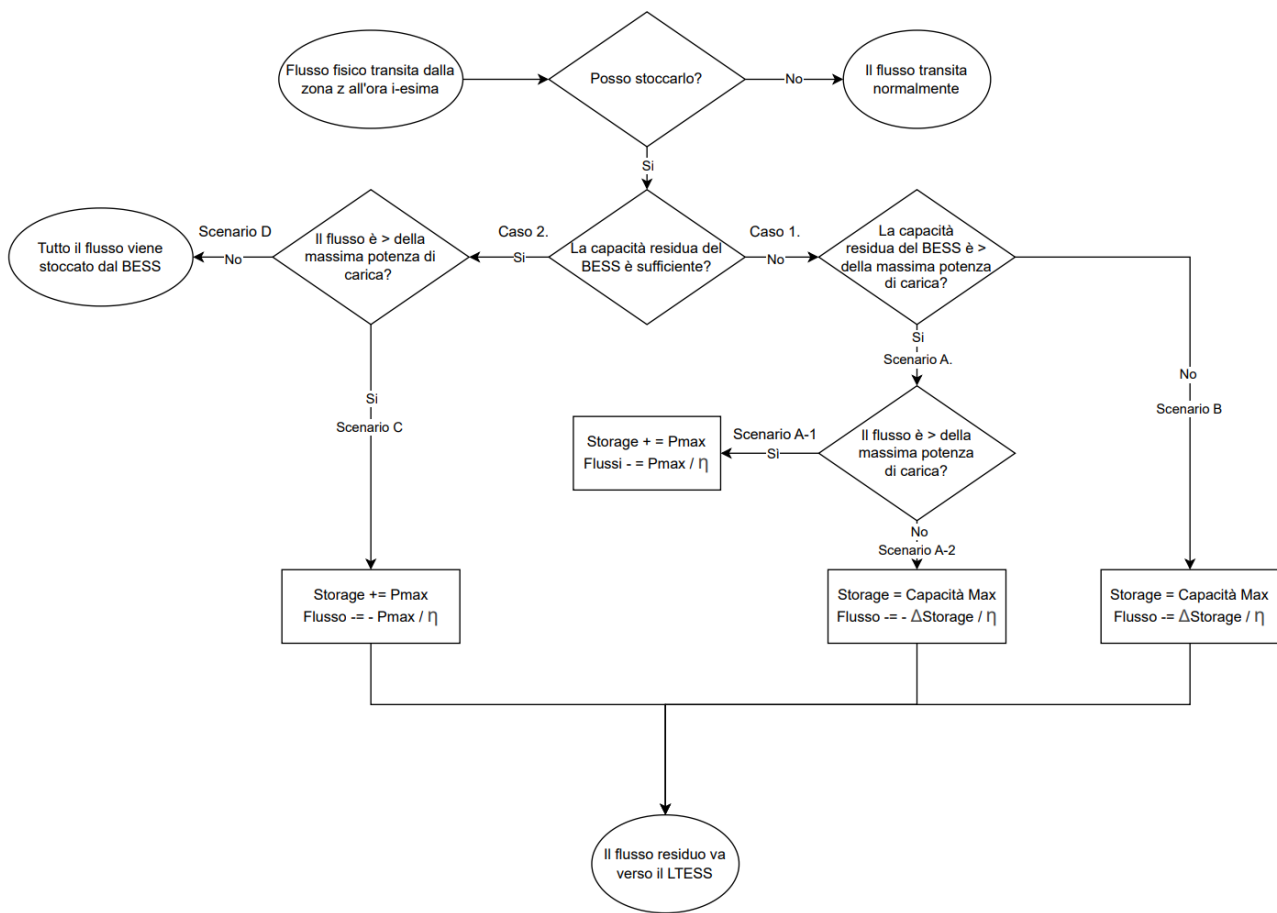 Flusso fisico transita dalla
zona z all'ora i-esima
Posso stoccarlo?
No
Il flusso transita
normalmente
Si
Tutto il flusso viene
stoccato dal BESS
Scenario D
No
Il flusso è > della
massima potenza di
carica?
Caso 2.
Si
La capacità residua del
BESS è sufficiente?
Caso 1.
No
La capacità
residua del BESS è >
della massima potenza
di carica?
Si
Scenario A.
No
Scenario B
Si
Scenario C
Storage + = Pmax
Flussi - = Pmax / η
Scenario A-1
Sì
Il flusso è > della
massima potenza
di carica?
No
Scenario A-2
Storage += Pmax
Flusso -= - Pmax / η
Storage = Capacità Max
Flusso -= - ΔStorage / η
Storage = Capacità Max
Flusso -= ΔStorage / η
Il flusso residuo va
verso il LTESS